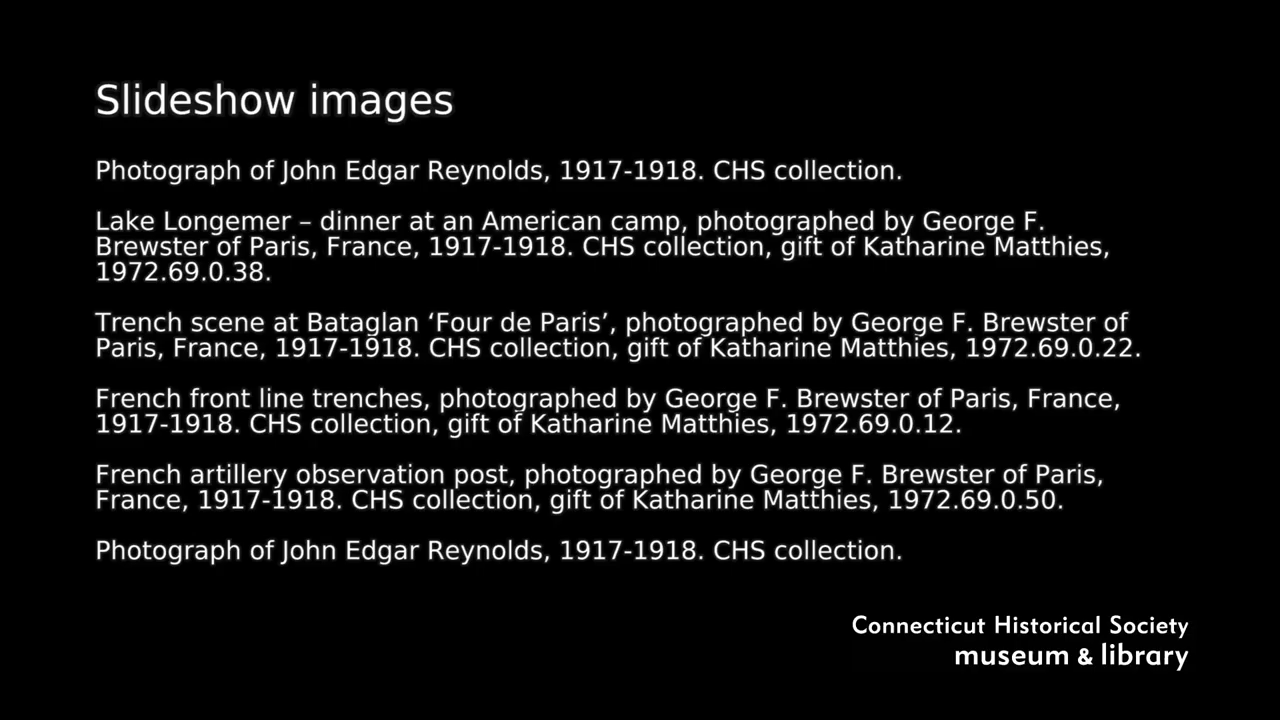 Slideshow images
Photograph of John Edgar Reynolds, 1917-1918. CHS collection.
Lake Longemer – dinner at an American camp, photographed by George F.
Brewster of Paris, France, 1917-1918. CHS collection, gift of Katharine Matthies,
1972.69.0.38.
Trench scene at Bataglan ‘Four de Paris’, photographed by George F. Brewster of
Paris, France, 1917-1918. CHS collection, gift of Katharine Matthies, 1972.69.0.22.
French front line trenches, photographed by George F. Brewster of Paris, France,
1917-1918. CHS collection, gift of Katharine Matthies, 1972.69.0.12.
French artillery observation post, photographed by George F. Brewster of Paris,
France, 1917-1918. CHS collection, gift of Katharine Matthies, 1972.69.0.50.
Photograph of John Edgar Reynolds, 1917-1918. CHS collection.
Connecticut Historical Society
museum & library